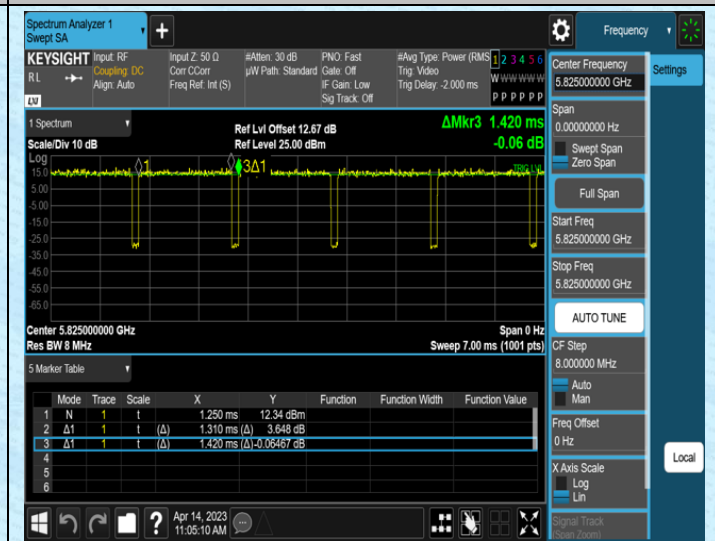 Spectrum Analyzer 1
Swept SA
Frequency
KEYSIGHT Input: RF
RL
Coupling: DC
Align: Auto
LXI
Input Z: 50 Ω
Corr CCorr
Freq Ref: Int (S)
#Atten: 30 dB
µW Path: Standard
PNO: Fast
Gate: Off
IF Gain: Low
Sig Track: Off
#Avg Type: Power (RMS
Trig: Video
Trig Delay: -2.000 ms
1 2 3 4 5 6
W W W W W W
P P P P P P
1 Spectrum
Scale/Div 10 dB
Ref Lvl Offset 12.67 dB
Ref Level 25.00 dBm
ΔMkr3 1.420 ms
-0.06 dB
Log
15.0
5.00
-5.00
-15.0
-25.0
-35.0
-45.0
-55.0
-65.0
1
3Δ1
TRIG LVL
Center 5.825000000 GHz
Res BW 8 MHz
Span 0 Hz
Sweep 7.00 ms (1001 pts)
5 Marker Table
Mode Trace Scale X Y Function Function Width Function Value
1 N 1 t 1.250 ms 12.34 dBm
2 Δ1 1 t (Δ) 1.310 ms (Δ) 3.648 dB
3 Δ1 1 t (Δ) 1.420 ms (Δ) -0.06467 dB
4
5
6
Apr 14, 2023
11:05:10 AM
Center Frequency
5.825000000 GHz
Settings
Span
0.00000000 Hz
Swept Span
Zero Span
Full Span
Start Freq
5.825000000 GHz
Stop Freq
5.825000000 GHz
AUTO TUNE
CF Step
8.000000 MHz
Auto
Man
Freq Offset
0 Hz
Local
X Axis Scale
Log
Lin
Signal Track
(Span Zoom)